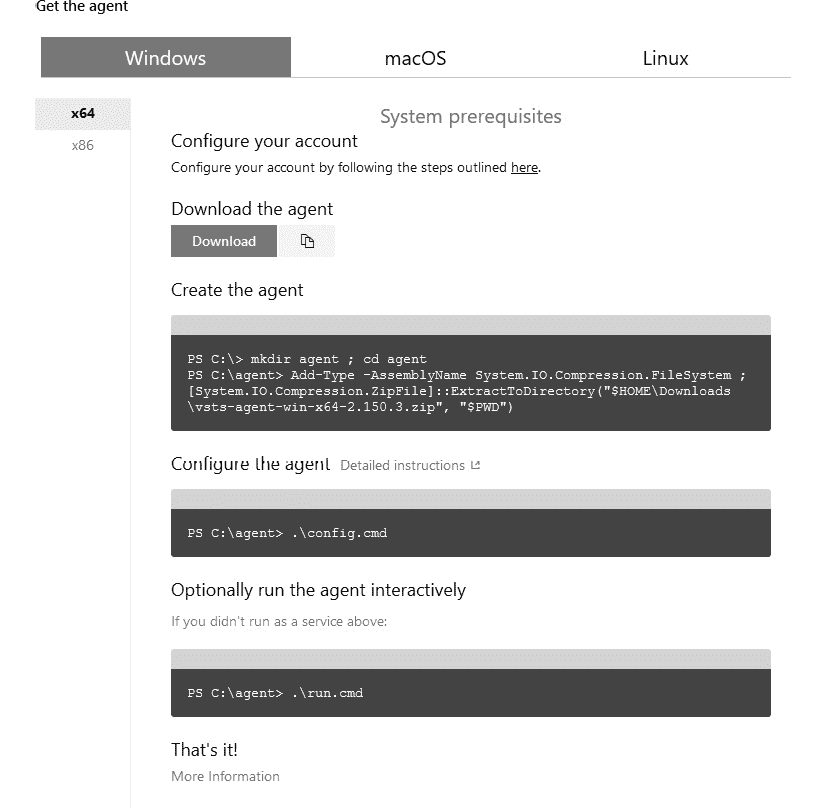 Get the agent
Windows
macOS
Linux
x64
x86
System prerequisites
Configure your account
Configure your account by following the steps outlined here.
Download the agent
Download
Create the agent
PS C:\> mkdir agent ; cd agent
PS C:\agent> Add-Type -AssemblyName System.IO.Compression.FileSystem ;
[System.IO.Compression.ZipFile]::ExtractToDirectory("$HOME\Downloads
\vsts-agent-win-x64-2.150.3.zip", "$PWD")
Configure the agent Detailed instructions
PS C:\agent> .\config.cmd
Optionally run the agent interactively
If you didn't run as a service above:
PS C:\agent> .\run.cmd
That's it!
More Information